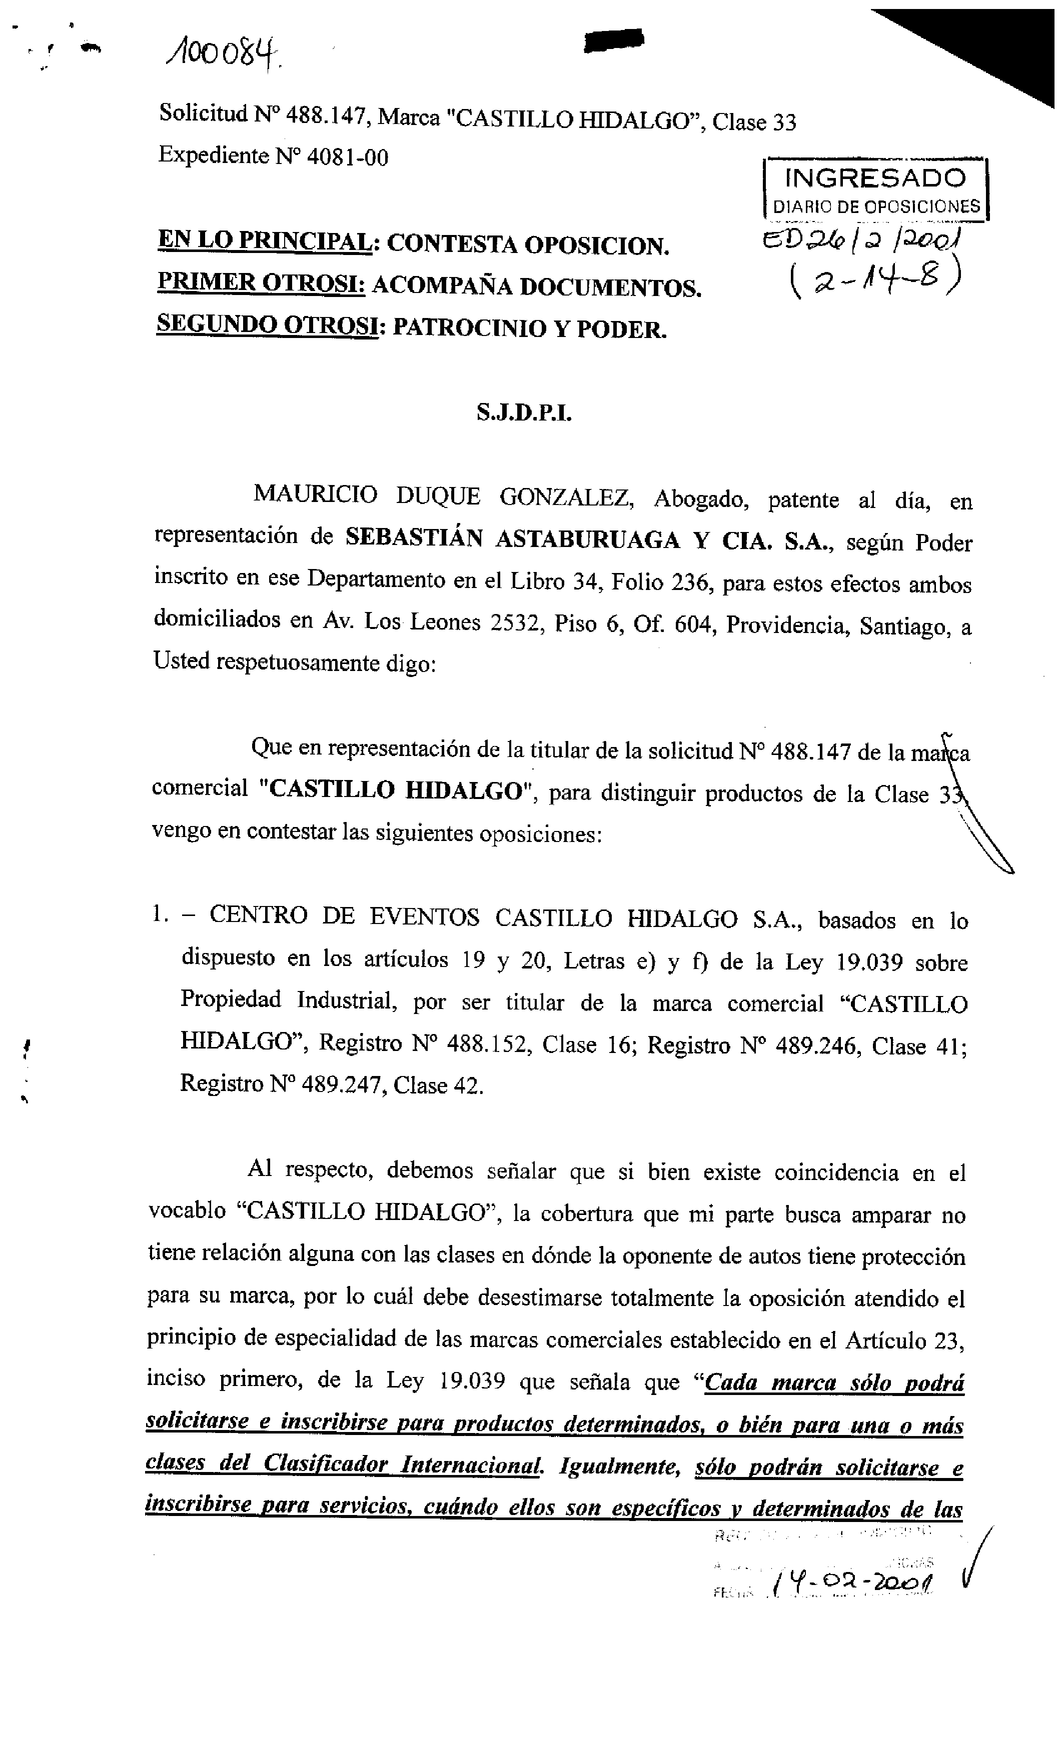 100084.
Solicitud Nº 488.147, Marca "CASTILLO HIDALGO”, Clase 33
Expediente Nº 4081-00
INGRESADO
DIARIO DE OPOSICIONES
ED26/2/2001
(2-14-8)
EN LO PRINCIPAL: CONTESTA OPOSICION.
PRIMER OTROSI: ACOMPAÑA DOCUMENTOS.
SEGUNDO OTROSI: PATROCINIO Y PODER.
S.J.D.P.I.
MAURICIO DUQUE GONZALEZ, Abogado, patente al día, en
representación de SEBASTIÁN ASTABURUAGA Y CIA. S.A., según Poder
inscrito en ese Departamento en el Libro 34, Folio 236, para estos efectos ambos
domiciliados en Av. Los Leones 2532, Piso 6, Of. 604, Providencia, Santiago, a
Usted respetuosamente digo:
Que en representación de la titular de la solicitud Nº 488.147 de la marca
comercial "CASTILLO HIDALGO", para distinguir productos de la Clase 33,
vengo en contestar las siguientes oposiciones:
1. – CENTRO DE EVENTOS CASTILLO HIDALGO S.A., basados en lo
dispuesto en los artículos 19 y 20, Letras e) y f) de la Ley 19.039 sobre
Propiedad Industrial, por ser titular de la marca comercial “CASTILLO
HIDALGO”, Registro Nº 488.152, Clase 16; Registro Nº 489.246, Clase 41;
Registro Nº 489.247, Clase 42.
Al respecto, debemos señalar que si bien existe coincidencia en el
vocablo “CASTILLO HIDALGO”, la cobertura que mi parte busca amparar no
tiene relación alguna con las clases en dónde la oponente de autos tiene protección
para su marca, por lo cuál debe desestimarse totalmente la oposición atendido el
principio de especialidad de las marcas comerciales establecido en el Artículo 23,
inciso primero, de la Ley 19.039 que señala que “Cada marca sólo podrá
solicitarse e inscribirse para productos determinados, o bién para una o más
clases del Clasificador Internacional. Igualmente, sólo podrán solicitarse e
inscribirse para servicios, cuándo ellos son específicos y determinados de las
FECHA 14-02-2001